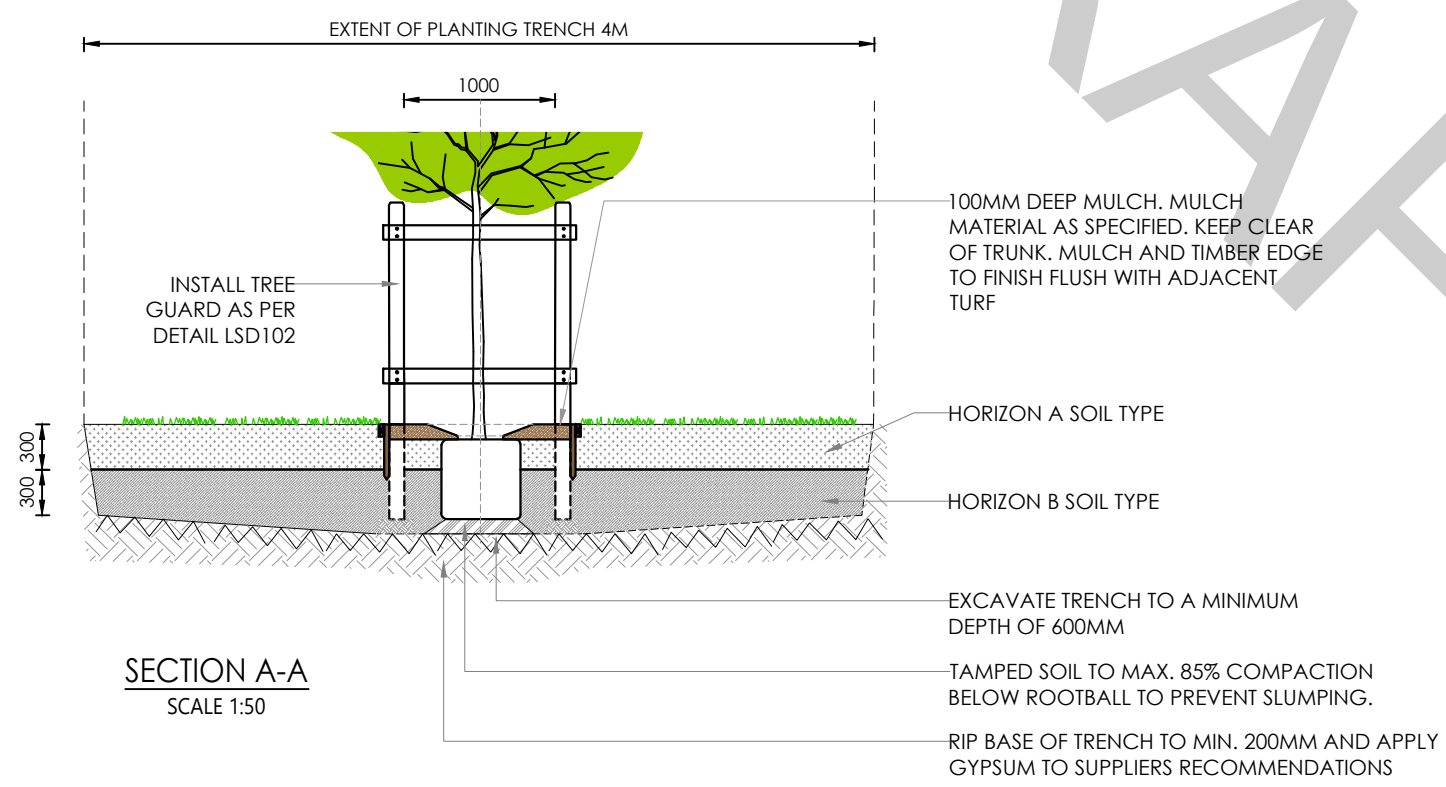 EXTENT OF PLANTING TRENCH 4M
1000
INSTALL TREE
GUARD AS PER
DETAIL LSD102
100MM DEEP MULCH. MULCH
MATERIAL AS SPECIFIED. KEEP CLEAR
OF TRUNK. MULCH AND TIMBER EDGE
TO FINISH FLUSH WITH ADJACENT
TURF
HORIZON A SOIL TYPE
300
300
HORIZON B SOIL TYPE
EXCAVATE TRENCH TO A MINIMUM
DEPTH OF 600MM
TAMPED SOIL TO MAX. 85% COMPACTION
BELOW ROOTBALL TO PREVENT SLUMPING.
RIP BASE OF TRENCH TO MIN. 200MM AND APPLY
GYPSUM TO SUPPLIERS RECOMMENDATIONS
SECTION A-A
SCALE 1:50